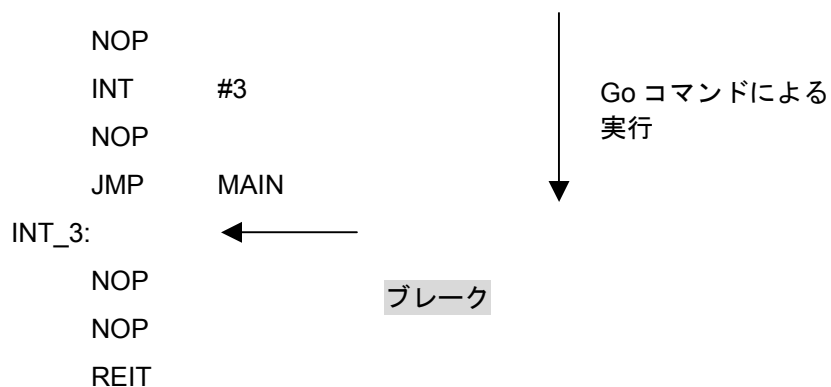 NOP
INT #3
NOP
JMP MAIN
INT_3:
NOP
NOP
REIT
Go コマンドによる
実行
ブレーク